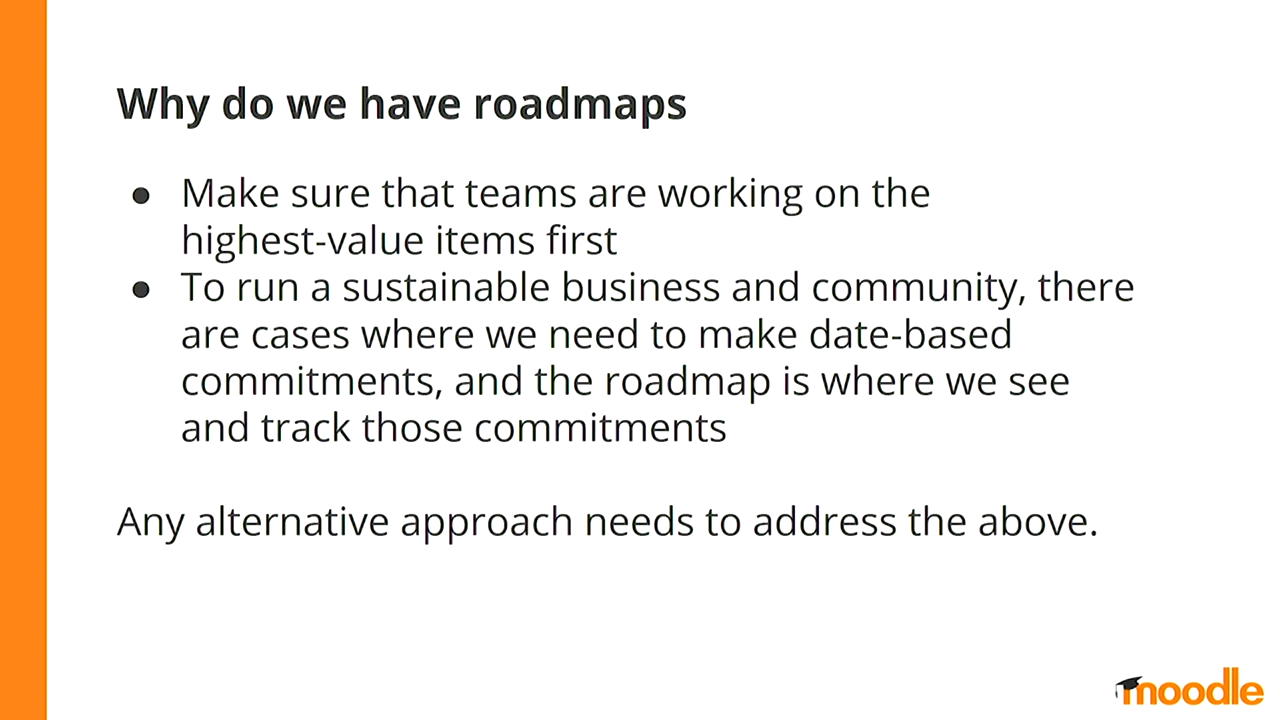 Why do we have roadmaps
● Make sure that teams are working on the
highest-value items first
● To run a sustainable business and community, there
are cases where we need to make date-based
commitments, and the roadmap is where we see
and track those commitments
Any alternative approach needs to address the above.
moodle